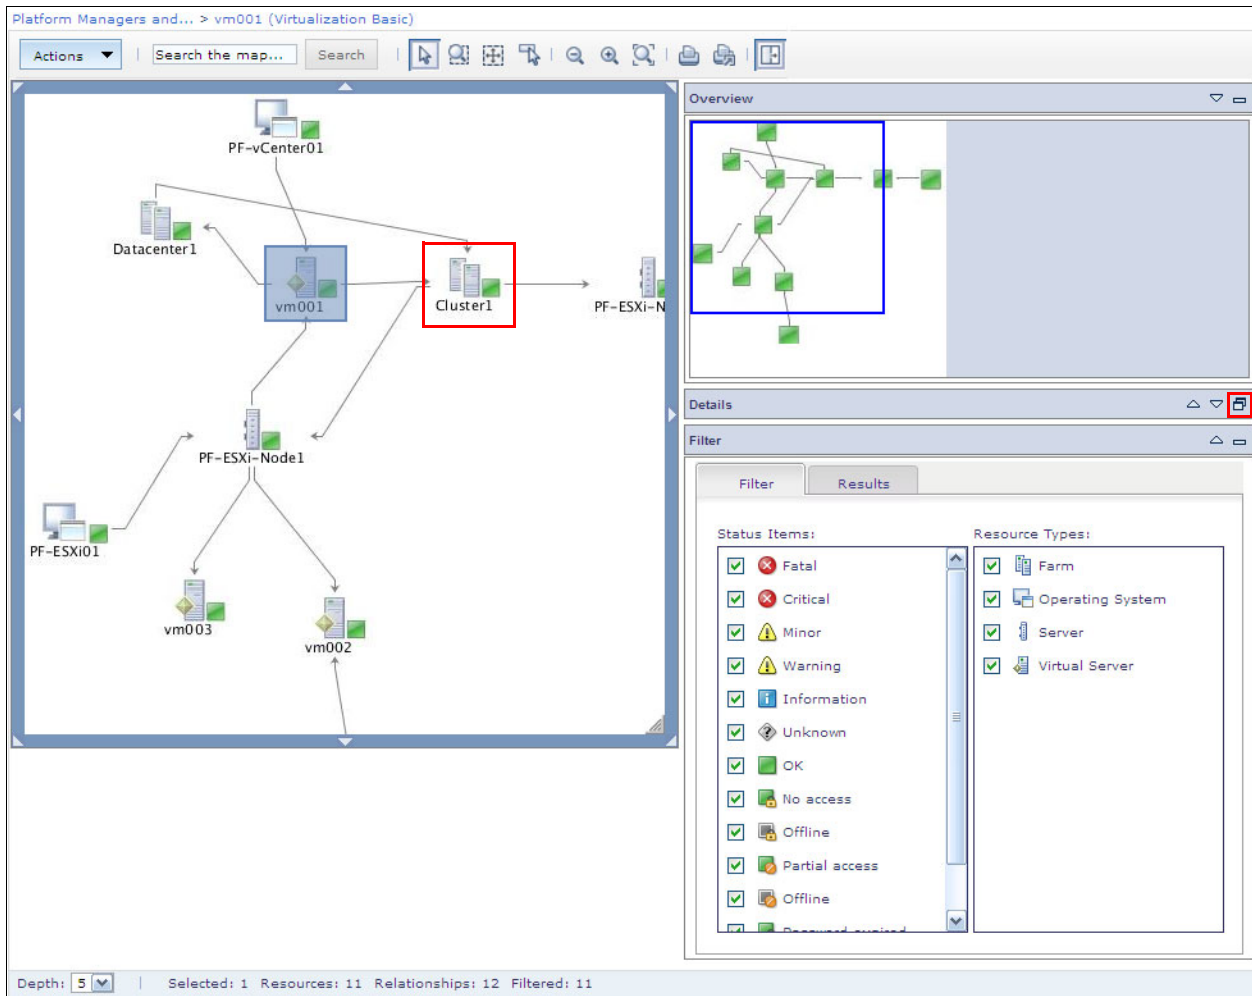 Platform Managers and... > vm001 (Virtualization Basic)
Actions
Search the map...
Search
PF-vCenter01
Datacenter1
vm001
Cluster1
PF-ESXi-N
PF-ESXi-Node1
PF-ESXi01
vm003
vm002
Overview
Details
Filter
Filter
Results
Status Items:
Fatal
Critical
Minor
Warning
Information
Unknown
OK
No access
Offline
Partial access
Offline
Password expired
Resource Types:
Farm
Operating System
Server
Virtual Server
Depth: 5
Selected: 1 Resources: 11 Relationships: 12 Filtered: 11